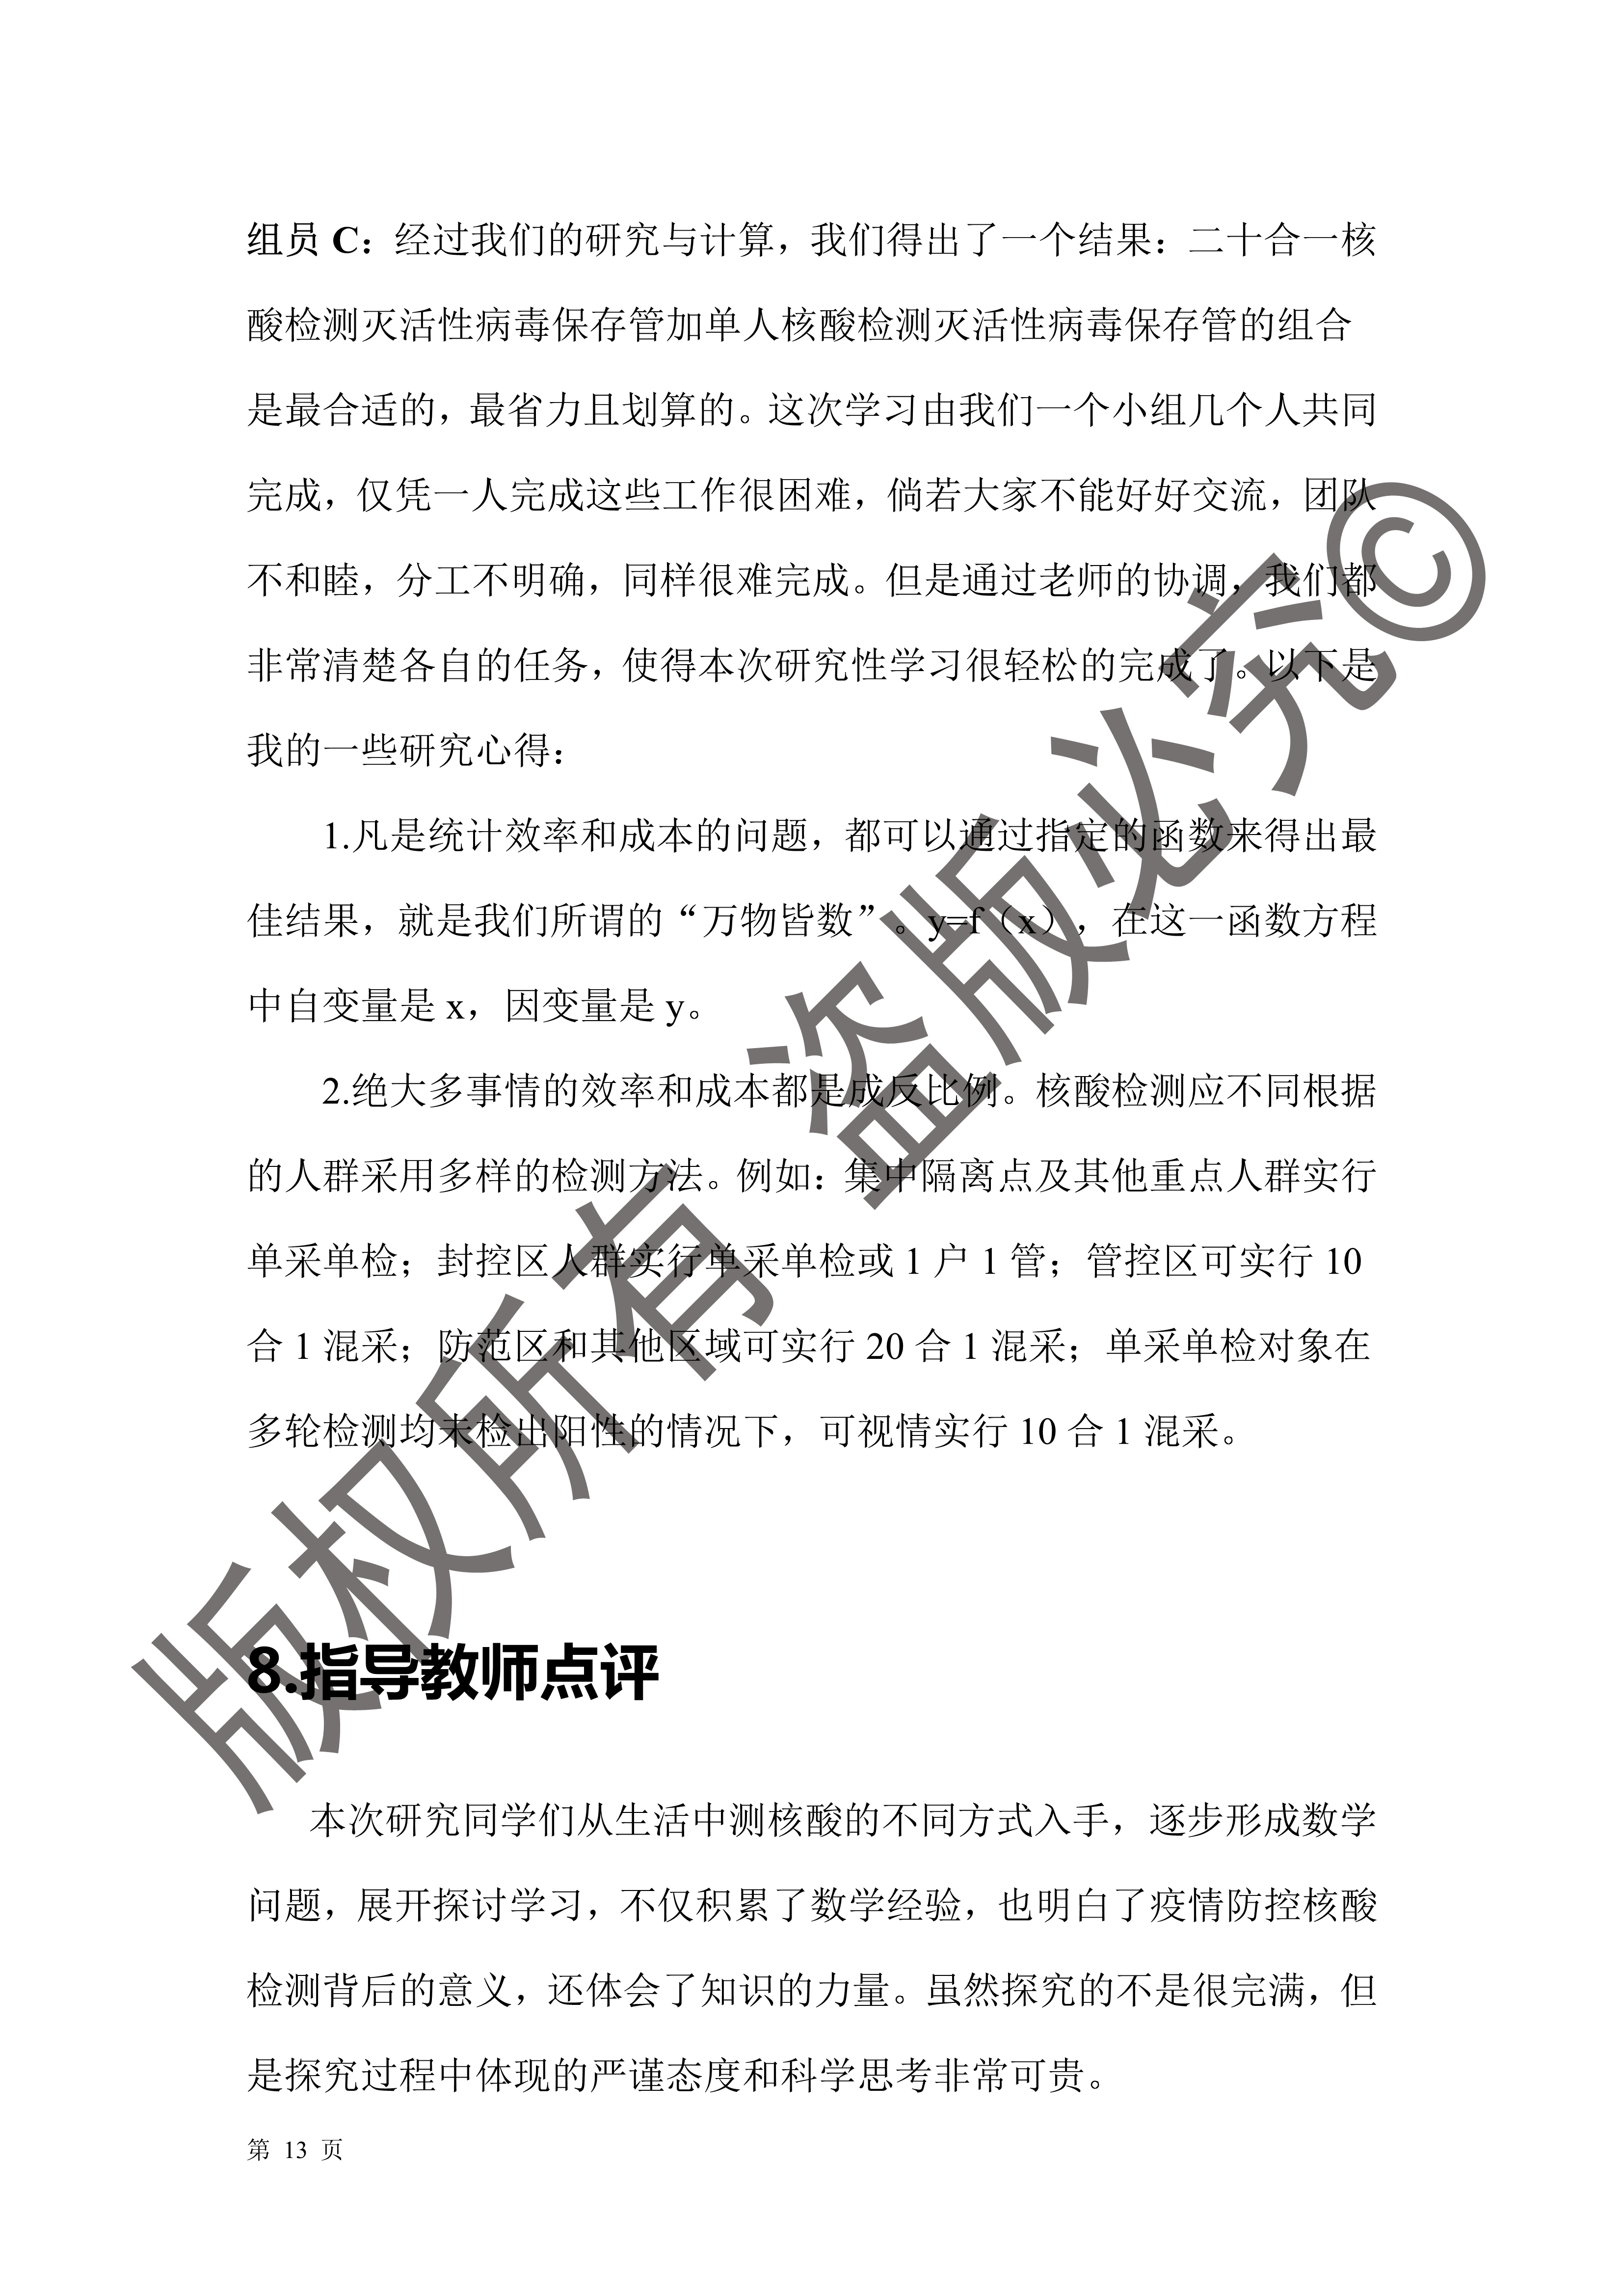 组员 C：经过我们的研究与计算，我们得出了一个结果：二十合一核
酸检测灭活性病毒保存管加单人核酸检测灭活性病毒保存管的组合
是最合适的，最省力且划算的。这次学习由我们一个小组几个人共同
完成，仅凭一人完成这些工作很困难，倘若大家不能好好交流，团队
不和睦，分工不明确，同样很难完成。但是通过老师的协调，我们都
非常清楚各自的任务，使得本次研究性学习很轻松的完成了。以下是
我的一些研究心得：
1.凡是统计效率和成本的问题，都可以通过指定的函数来得出最
佳结果，就是我们所谓的“万物皆数”。y=f（x），在这一函数方程
中自变量是 x，因变量是 y。
2.绝大多事情的效率和成本都是成反比例。核酸检测应不同根据
的人群采用多样的检测方法。例如：集中隔离点及其他重点人群实行
单采单检；封控区人群实行单采单检或 1 户 1 管；管控区可实行 10
合 1 混采；防范区和其他区域可实行 20 合 1 混采；单采单检对象在
多轮检测均未检出阳性的情况下，可视情实行 10 合 1 混采。
版权所有 盗版必究©
8.指导教师点评
本次研究同学们从生活中测核酸的不同方式入手，逐步形成数学
问题，展开探讨学习，不仅积累了数学经验，也明白了疫情防控核酸
检测背后的意义，还体会了知识的力量。虽然探究的不是很完满，但
是探究过程中体现的严谨态度和科学思考非常可贵。
第 13 页